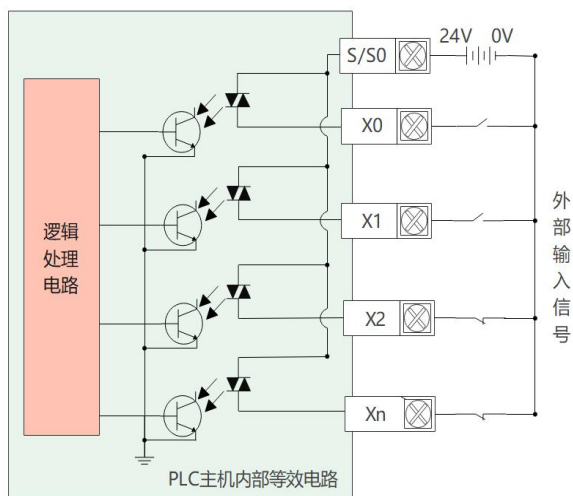 24V 0V
S/S0
X0
X1
逻辑
处理
电路
外
部
输
入
信
号
X2
Xn
PLC主机内部等效电路